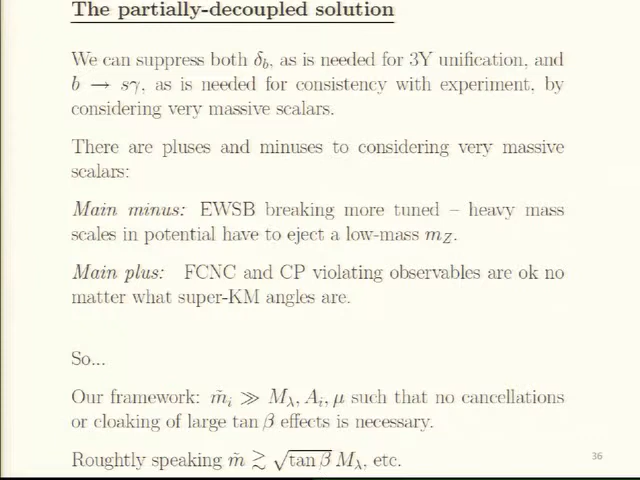 The partially-decoupled solution
We can suppress both δ_b, as is needed for 3Y unification, and
b → sγ, as is needed for consistency with experiment, by
considering very massive scalars.
There are pluses and minuses to considering very massive
scalars:
Main minus: EWSB breaking more tuned – heavy mass
scales in potential have to eject a low-mass m_Z.
Main plus: FCNC and CP violating observables are ok no
matter what super-KM angles are.
So...
Our framework: m̃_i ≫ M_λ, A_i, μ such that no cancellations
or cloaking of large tan β effects is necessary.
Roughtly speaking m̃ ≳ √tan β M_λ, etc.
36